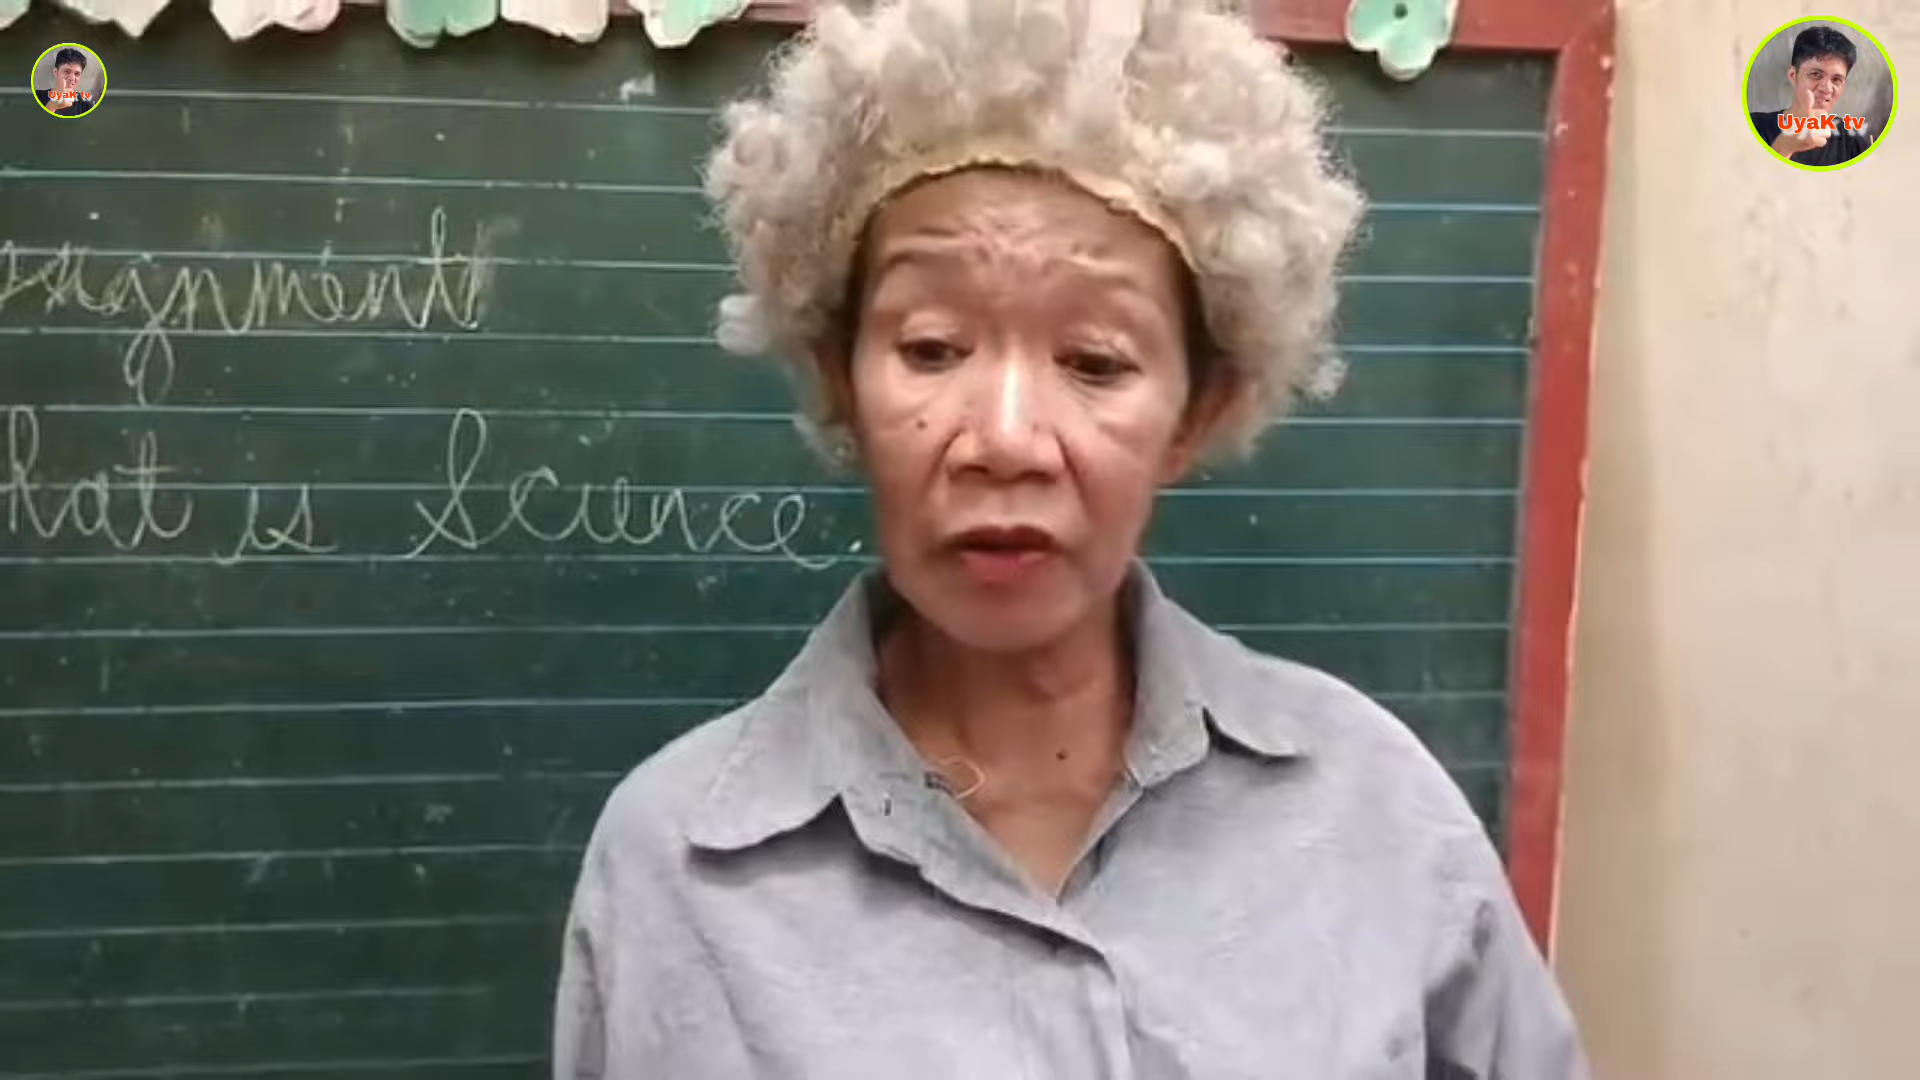 UyaK tv
UyaK tv
ssignment
hat is Science.